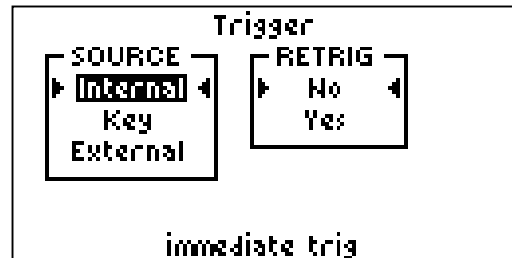 Trigger
SOURCE RETRIG
Internal No
Key Yes
External
immediate trig